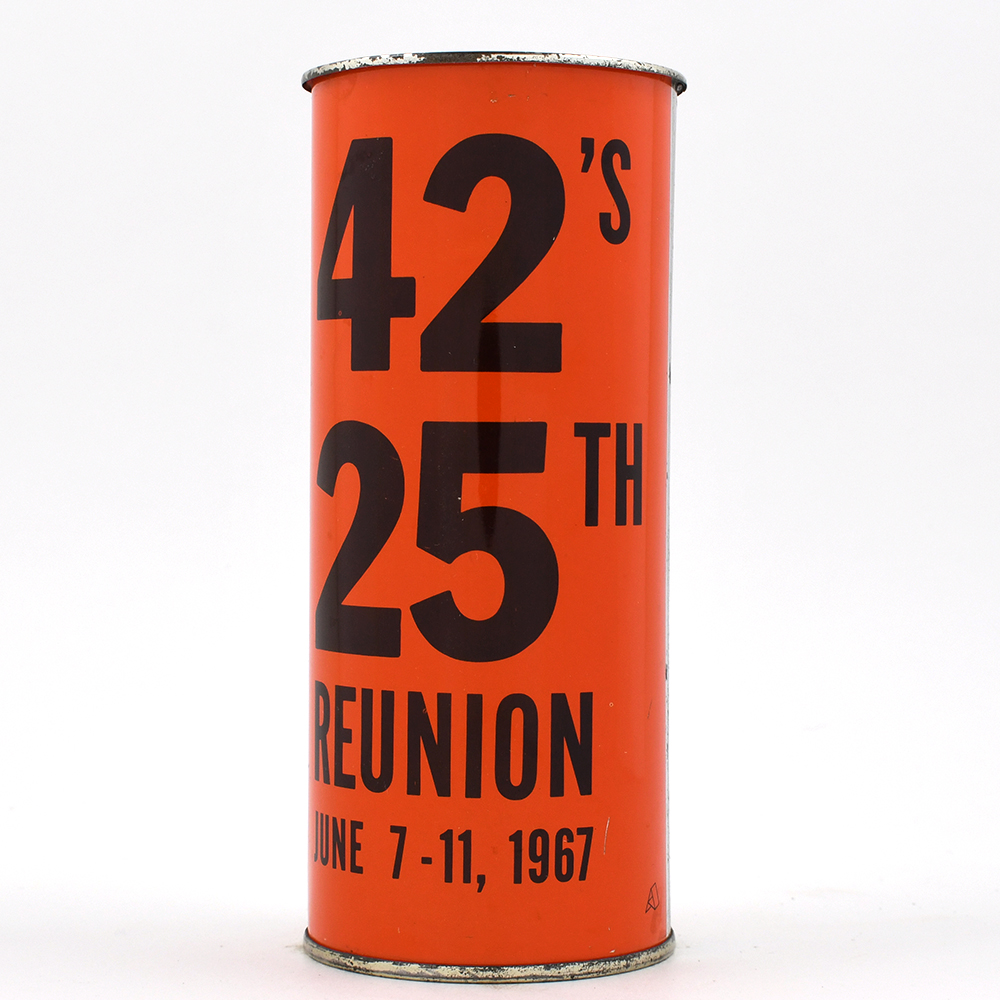 42'S
25TH
REUNION
JUNE 7-11, 1967